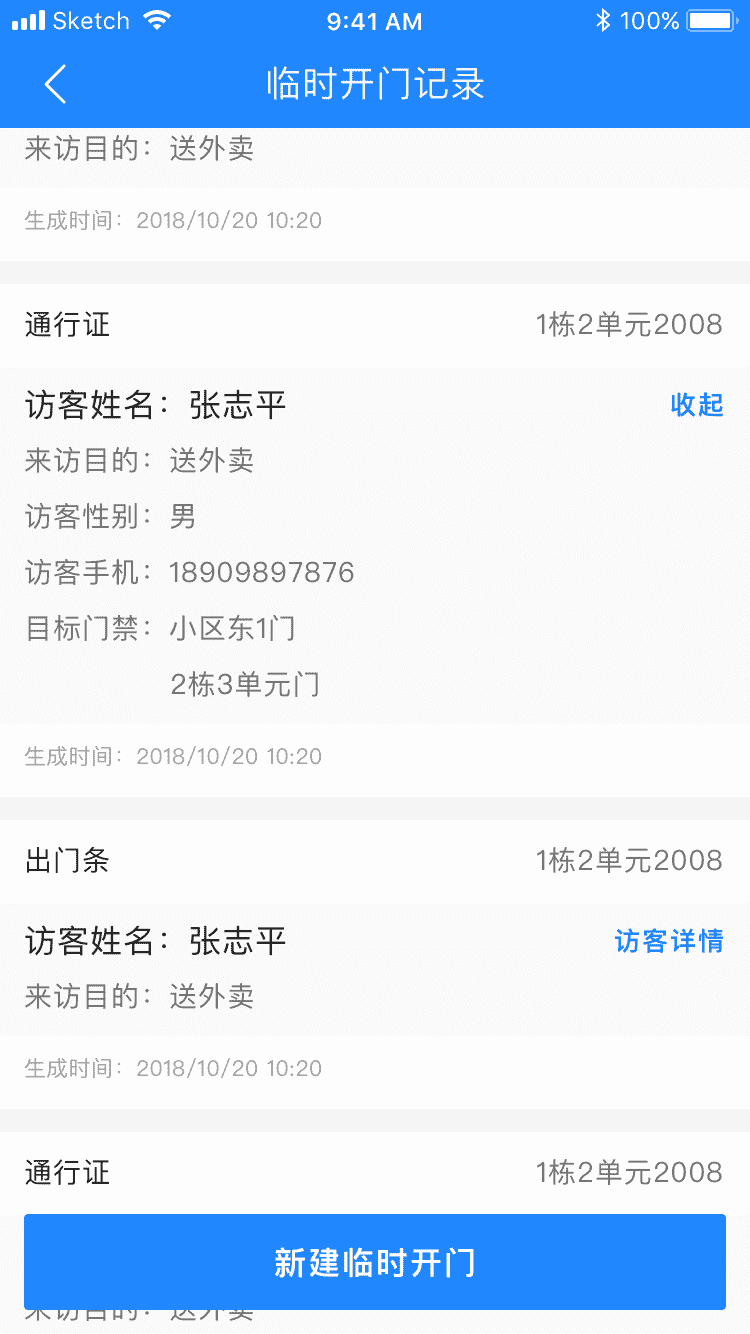 Sketch 9:41 AM 100%
临时开门记录
来访目的：送外卖
生成时间：2018/10/20 10:20
通行证 1栋2单元2008
访客姓名：张志平 收起
来访目的：送外卖
访客性别：男
访客手机：18909897876
目标门禁：小区东1门
2栋3单元门
生成时间：2018/10/20 10:20
出门条 1栋2单元2008
访客姓名：张志平 访客详情
来访目的：送外卖
生成时间：2018/10/20 10:20
通行证 1栋2单元2008
新建临时开门
来访目的：送外卖